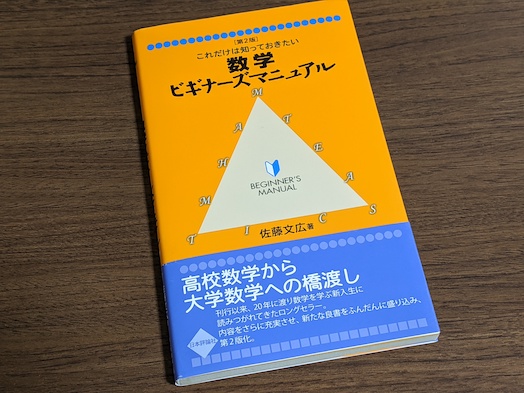 [第2版]
これだけは知っておきたい
数学
ビギナーズマニュアル
MATHEMATICS
BEGINNER'S
MANUAL
佐藤文広著
高校数学から
大学数学への橋渡し
刊行以来、20年に渡り数学を学ぶ新入生に
読みつがれてきたロングセラー。
内容をさらに充実させ、新たな良書をふんだんに盛り込み、
第2版化。
日本評論社